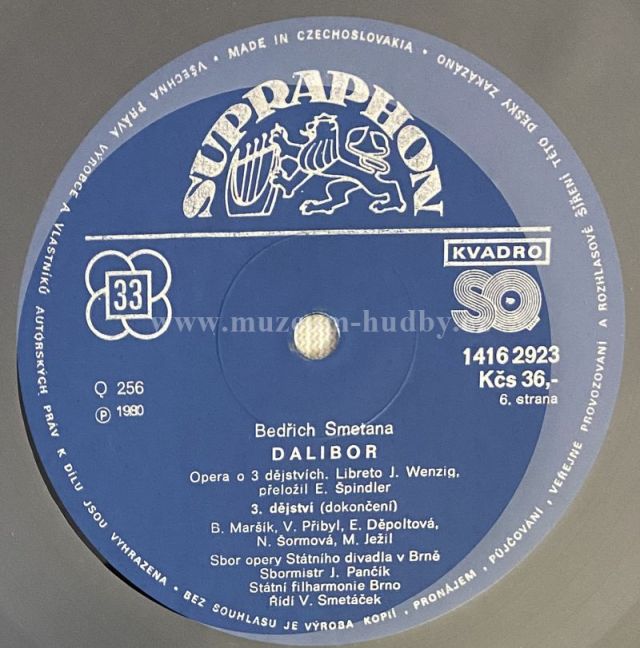 VŠECHNA PRÁVA VÝROBCE A VLASTNÍKŮ AUTORSKÝCH PRÁV K DÍLU JSOU VYHRAZENA • BEZ SOUHLASU JE VÝROBA KOPIÍ, PRONÁJEM, PŮJČOVÁNÍ, VEŘEJNÉ PROVOZOVÁNÍ A ROZHLASOVÉ ŠÍŘENÍ TÉTO DESKY ZAKÁZÁNO • MADE IN CZECHOSLOVAKIA •
SUPRAPHON
KVADRO
33
SQ
www.muzeum-hudby.
1416 2923
Kčs 36,-
6. strana
Q 256
Ⓟ 1980
Bedřich Smetana
DALIBOR
Opera o 3 dějstvích. Libreto J. Wenzig,
přeložil E. Špindler
3. dějství (dokončení)
B. Maršík, V. Přibyl, E. Děpoltová,
N. Šormová, M. Ježil
Sbor opery Státního divadla v Brně
Sbormistr J. Pančík
Státní filharmonie Brno
Řídí V. Smetáček